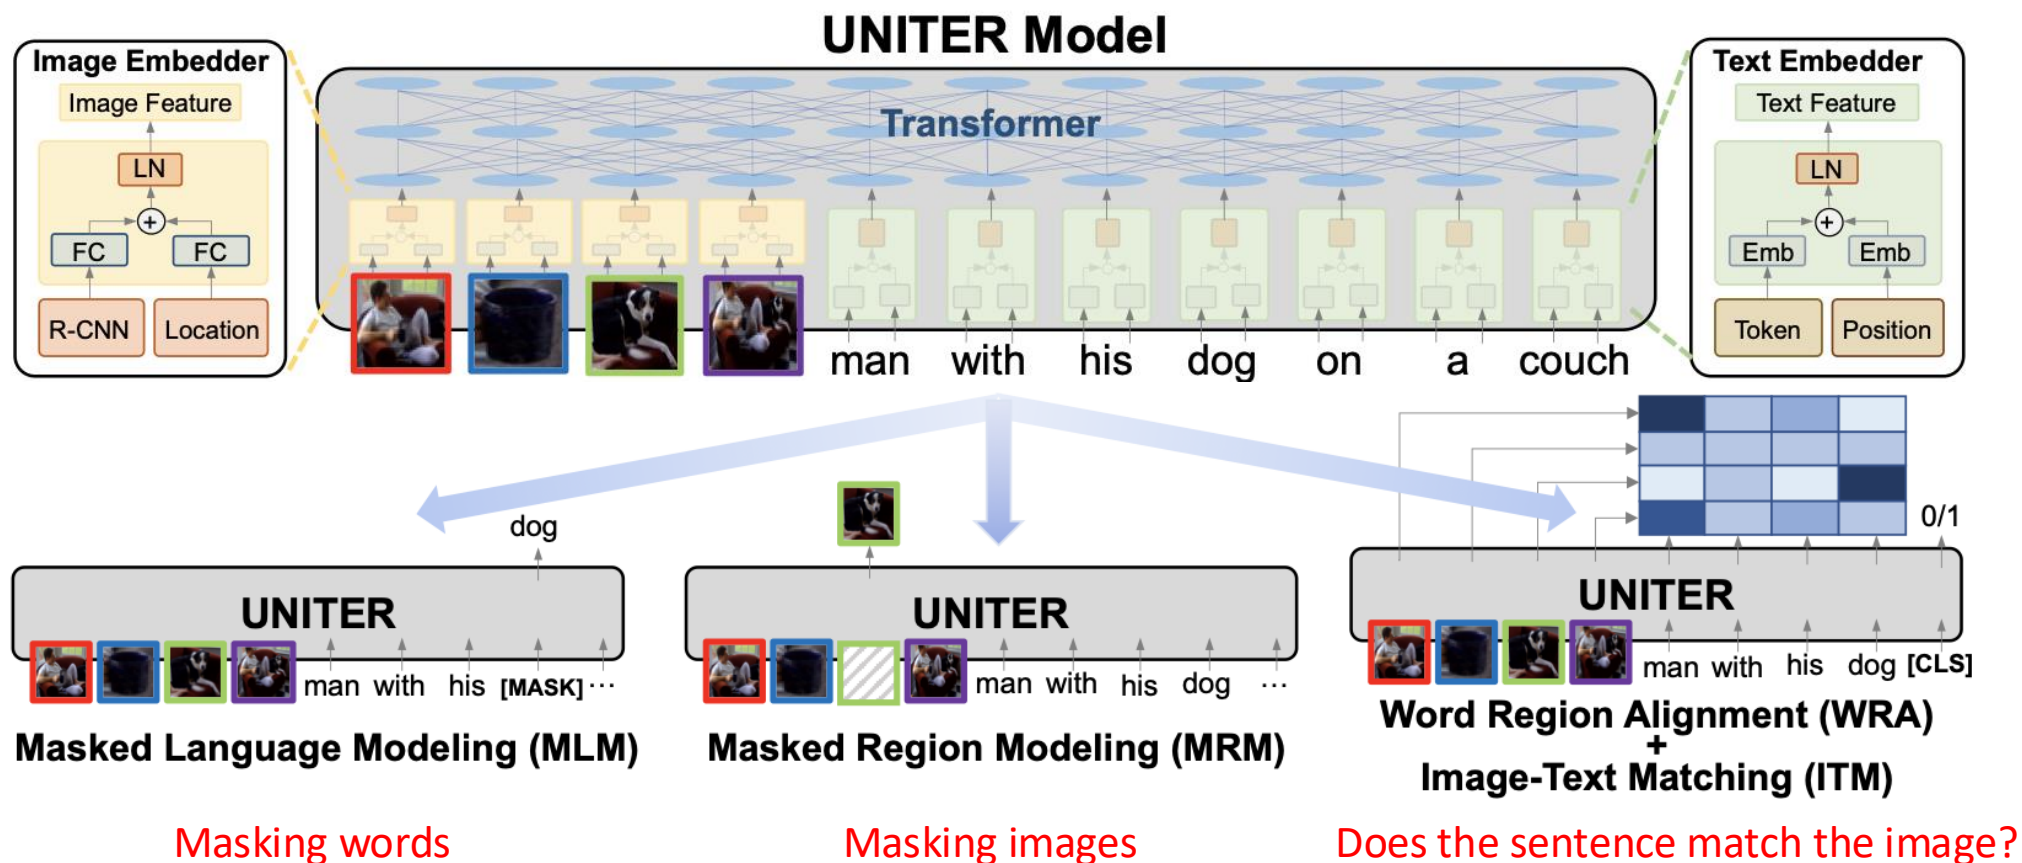 UNITER Model
Image Embedder
Image Feature
LN
+
FC
FC
R-CNN
Location
Transformer
man with his dog on a couch
Text Embedder
Text Feature
LN
+
Emb
Emb
Token
Position
dog
UNITER
man with his [MASK] ...
Masked Language Modeling (MLM)
Masking words
UNITER
man with his dog ...
Masked Region Modeling (MRM)
Masking images
0/1
UNITER
man with his dog [CLS]
Word Region Alignment (WRA)
+
Image-Text Matching (ITM)
Does the sentence match the image?